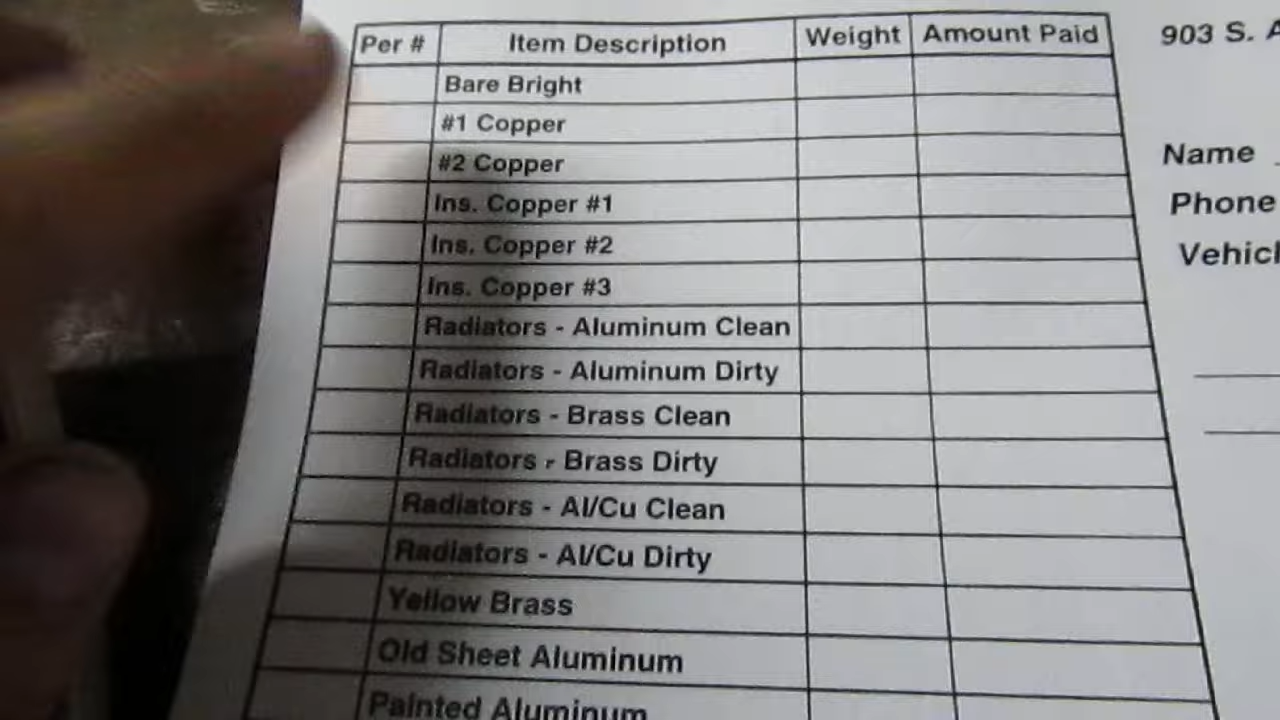 Per # Item Description Weight Amount Paid
Bare Bright
#1 Copper
#2 Copper
Ins. Copper #1
Ins. Copper #2
Ins. Copper #3
Radiators - Aluminum Clean
Radiators - Aluminum Dirty
Radiators - Brass Clean
Radiators - Brass Dirty
Radiators - Al/Cu Clean
Radiators - Al/Cu Dirty
Yellow Brass
Old Sheet Aluminum
Painted Aluminum
903 S.
Name
Phone